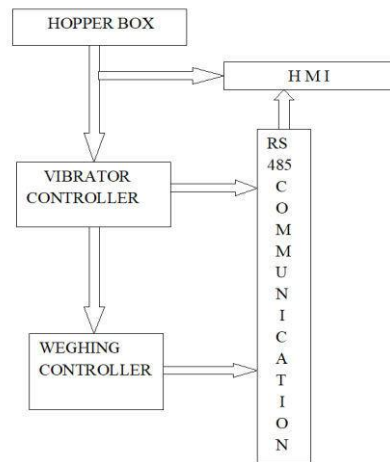 HOPPER BOX
H M I
VIBRATOR
CONTROLLER
WEGHING
CONTROLLER
RS
485
C
O
M
M
U
N
I
C
A
T
I
O
N